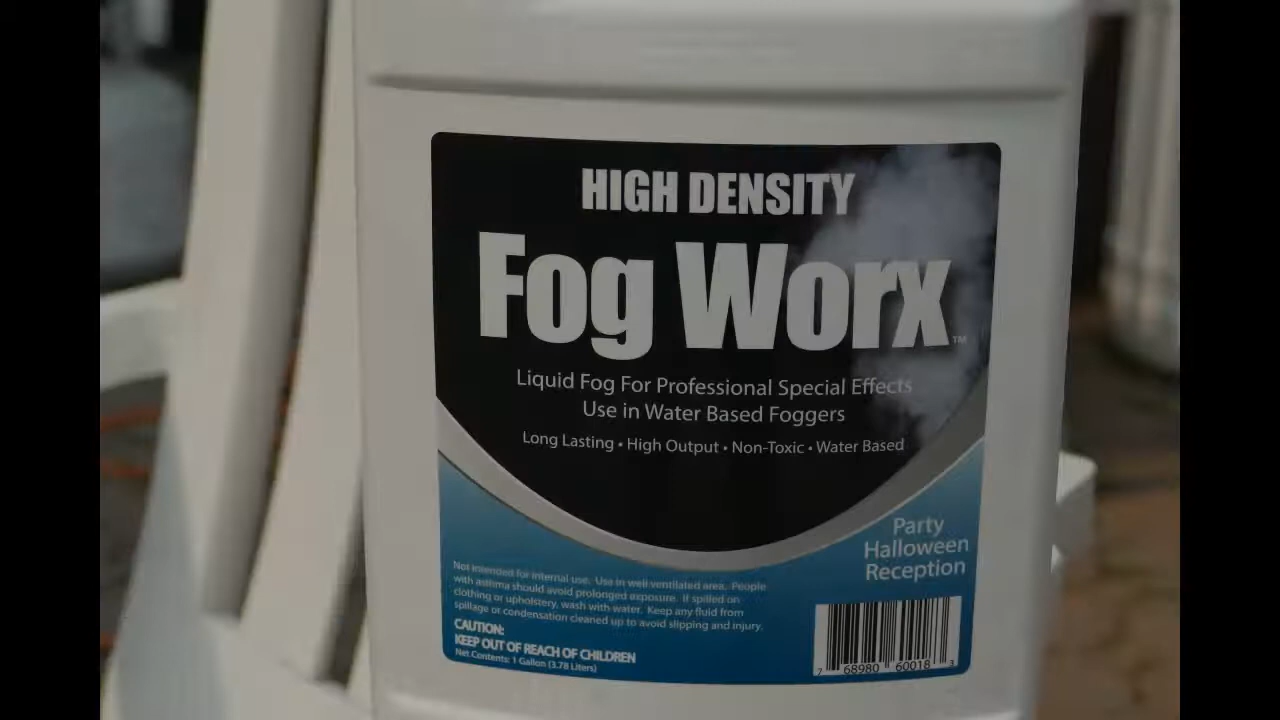 HIGH DENSITY
Fog Worx™
Liquid Fog For Professional Special Effects
Use in Water Based Foggers
Long Lasting • High Output • Non-Toxic • Water Based
Party
Halloween
Reception
Not intended for internal use. Use in well ventilated area. People
with asthma should avoid prolonged exposure. If spilled on
clothing or upholstery, wash with water. Keep any fluid from
spillage or condensation cleaned up to avoid slipping and injury.
CAUTION:
KEEP OUT OF REACH OF CHILDREN
Net Contents: 1 Gallon (3.78 Liters)
7 68980 60018 3